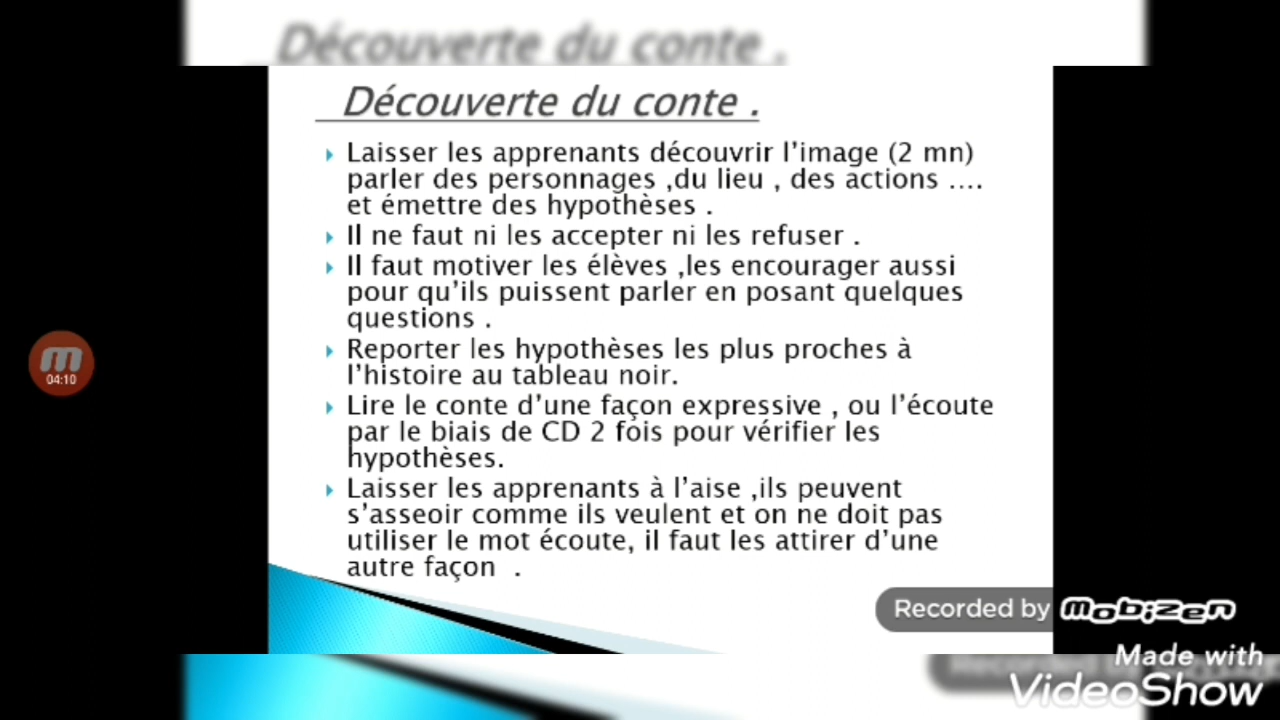 Découverte du conte .
Découverte du conte .
Laisser les apprenants découvrir l'image (2 mn)
parler des personnages ,du lieu , des actions ....
et émettre des hypothèses .
Il ne faut ni les accepter ni les refuser .
Il faut motiver les élèves ,les encourager aussi
pour qu'ils puissent parler en posant quelques
questions .
Reporter les hypothèses les plus proches à
l'histoire au tableau noir.
Lire le conte d'une façon expressive , ou l'écoute
par le biais de CD 2 fois pour vérifier les
hypothèses.
Laisser les apprenants à l'aise ,ils peuvent
s'asseoir comme ils veulent et on ne doit pas
utiliser le mot écoute, il faut les attirer d'une
autre façon .
04:10
Recorded by mobizen
Made with
VideoShow